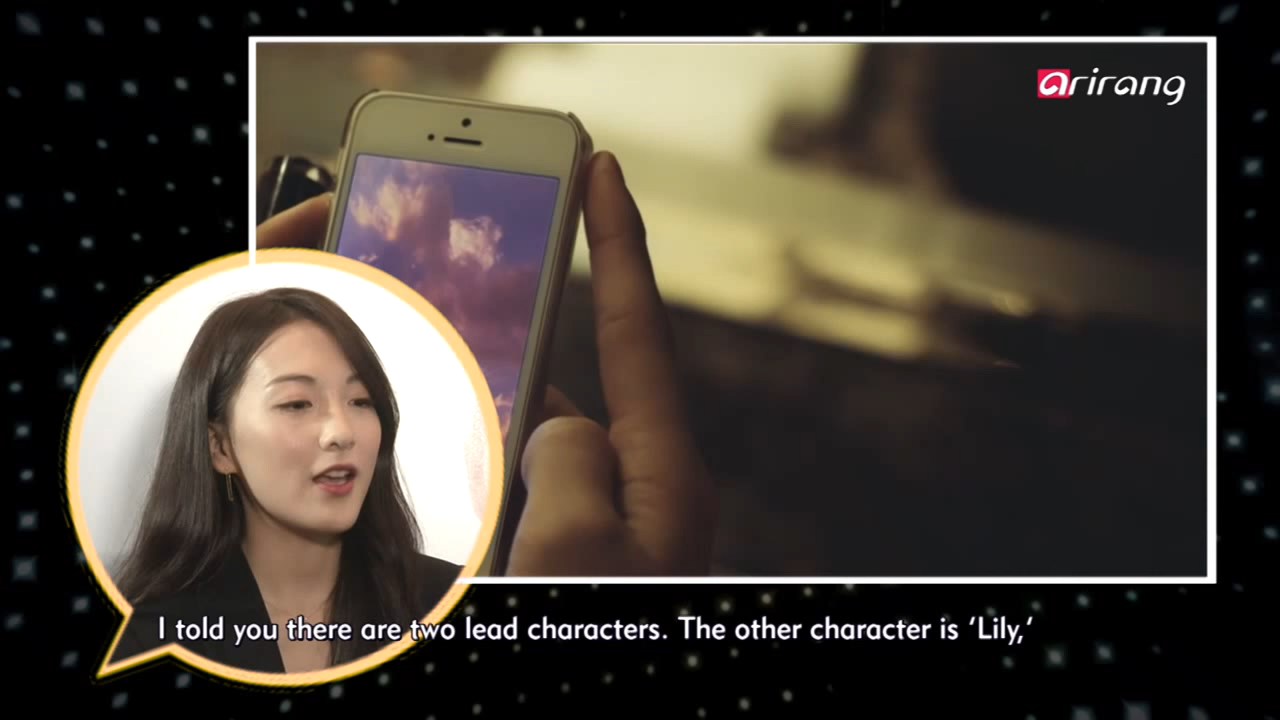 arirang
I told you there are two lead characters. The other character is ‘Lily,‘